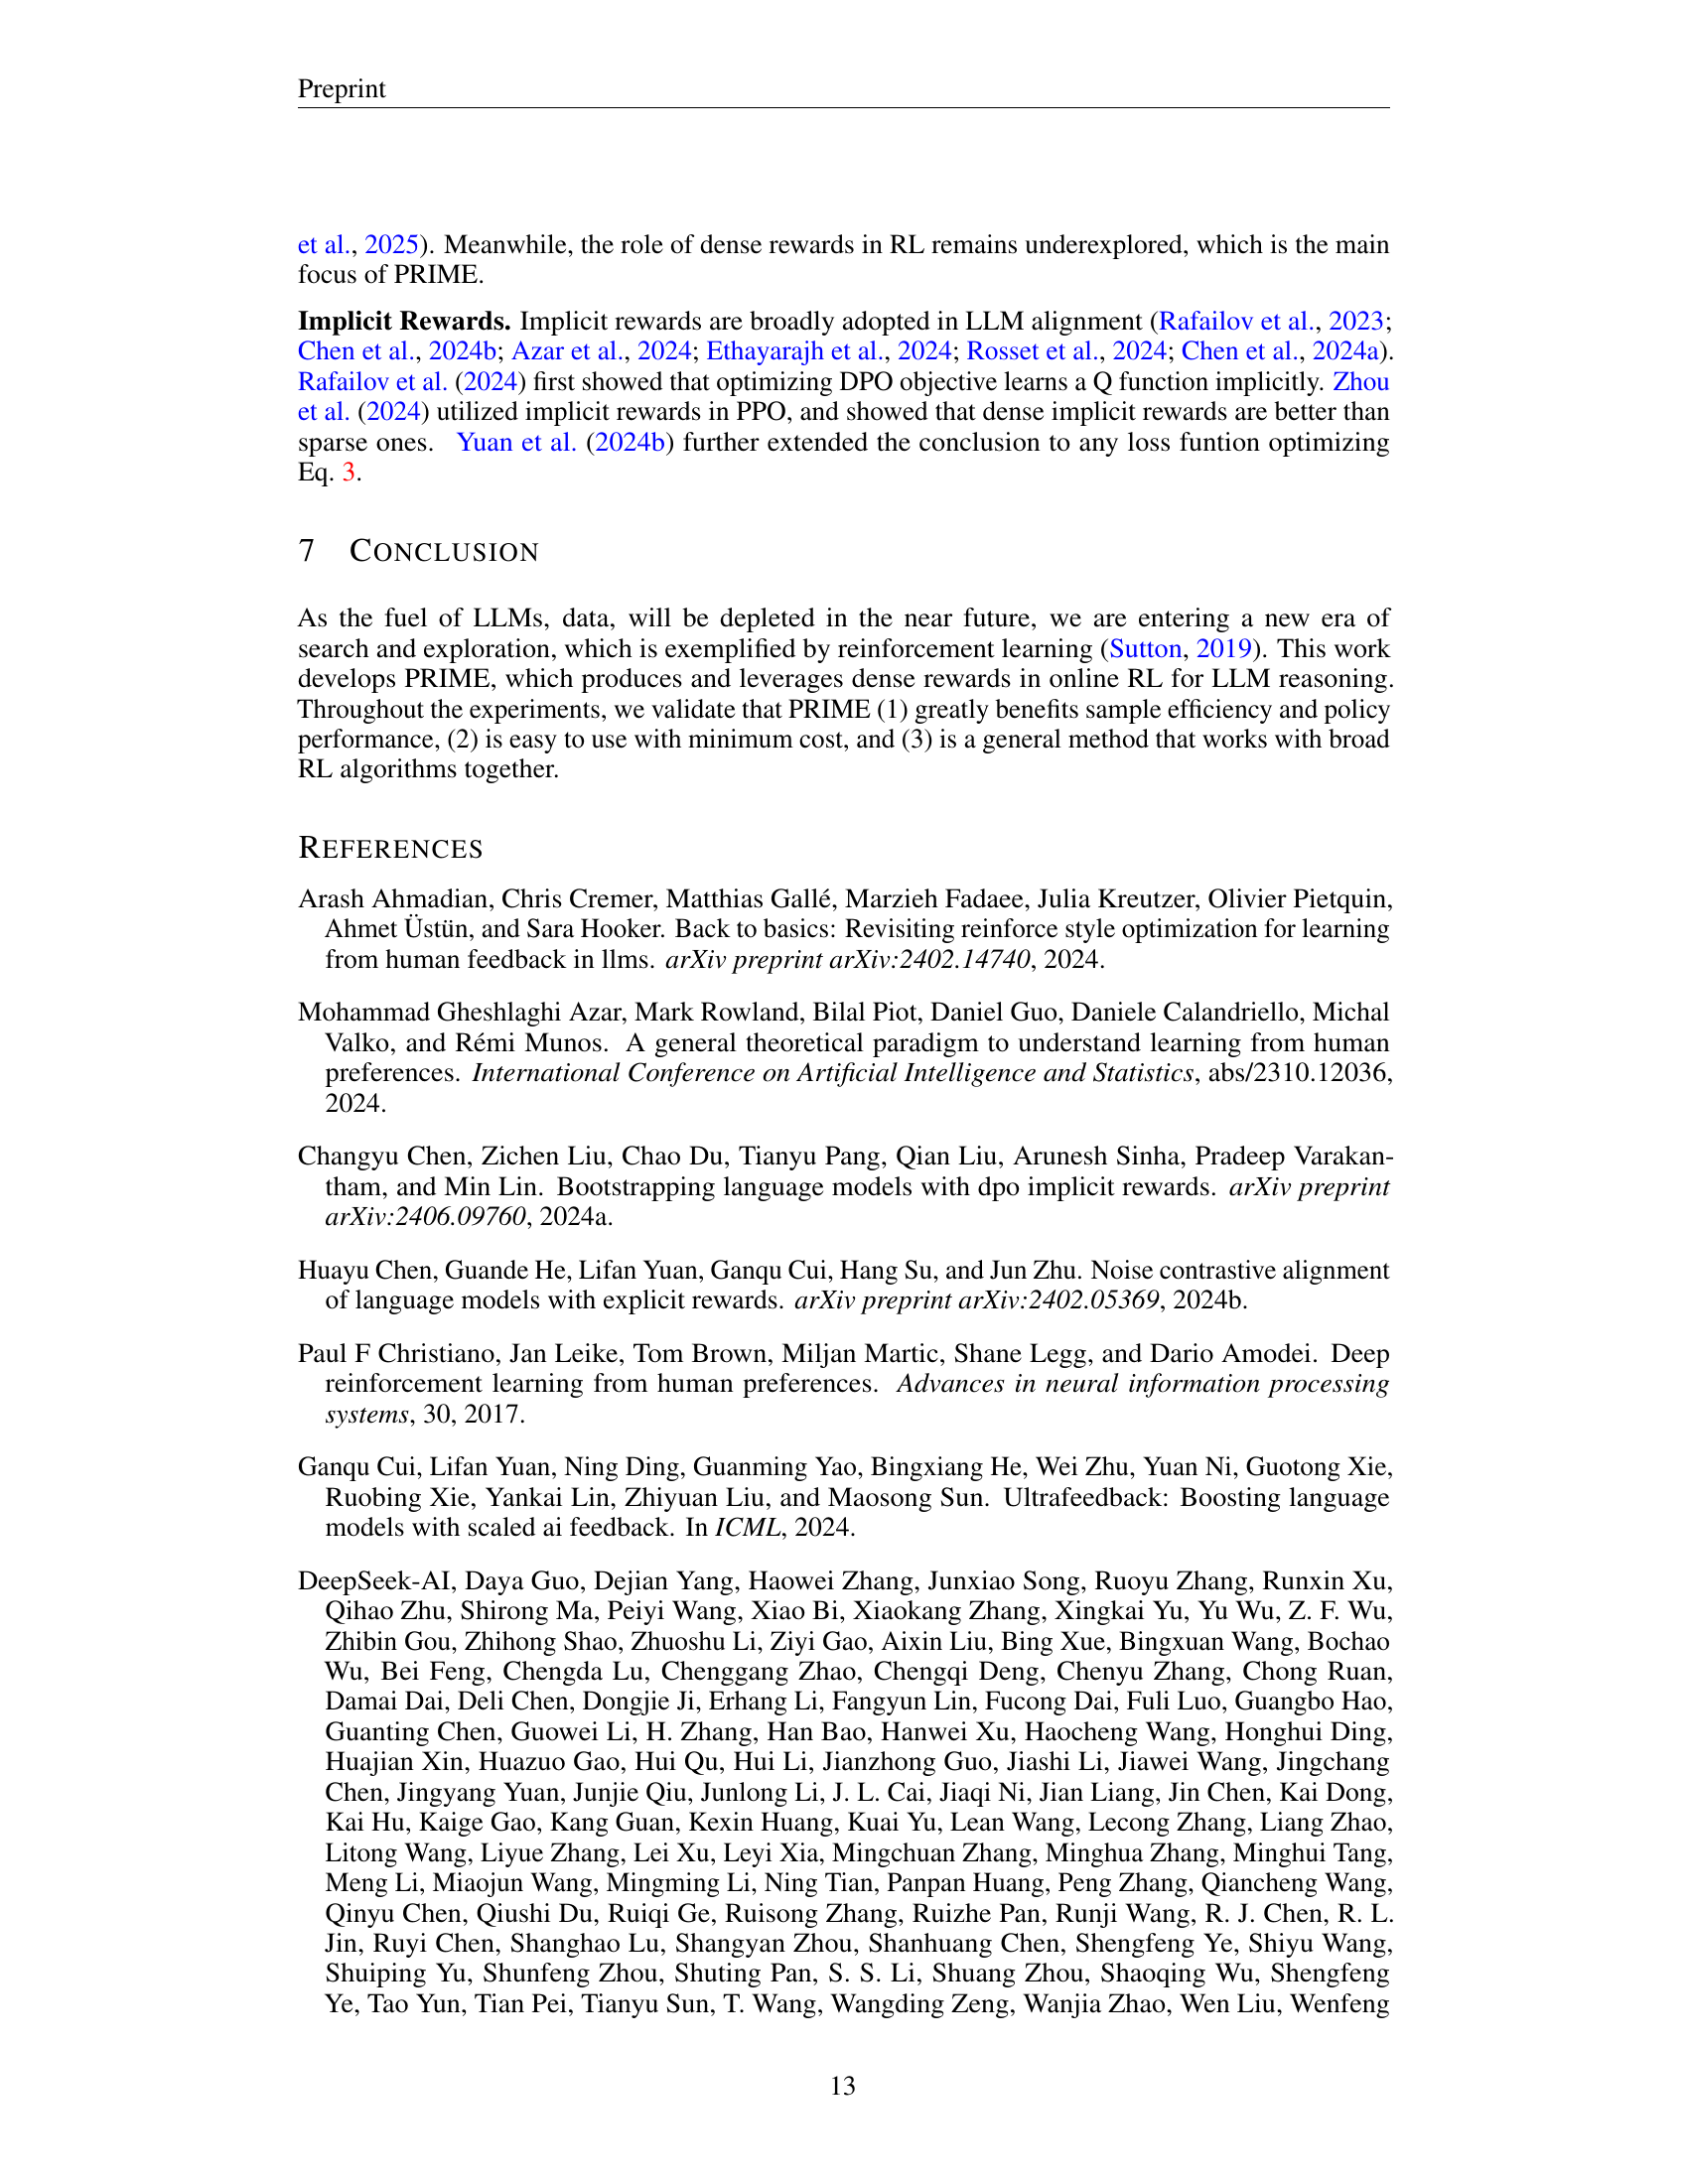 Preprint
et al., 2025). Meanwhile, the role of dense rewards in RL remains underexplored, which is the main
focus of PRIME.
Implicit Rewards. Implicit rewards are broadly adopted in LLM alignment (Rafailov et al., 2023;
Chen et al., 2024b; Azar et al., 2024; Ethayarajh et al., 2024; Rosset et al., 2024; Chen et al., 2024a).
Rafailov et al. (2024) first showed that optimizing DPO objective learns a Q function implicitly. Zhou
et al. (2024) utilized implicit rewards in PPO, and showed that dense implicit rewards are better than
sparse ones. Yuan et al. (2024b) further extended the conclusion to any loss funtion optimizing
Eq. 3.
7 CONCLUSION
As the fuel of LLMs, data, will be depleted in the near future, we are entering a new era of
search and exploration, which is exemplified by reinforcement learning (Sutton, 2019). This work
develops PRIME, which produces and leverages dense rewards in online RL for LLM reasoning.
Throughout the experiments, we validate that PRIME (1) greatly benefits sample efficiency and policy
performance, (2) is easy to use with minimum cost, and (3) is a general method that works with broad
RL algorithms together.
REFERENCES
Arash Ahmadian, Chris Cremer, Matthias Gallé, Marzieh Fadaee, Julia Kreutzer, Olivier Pietquin,
Ahmet Üstün, and Sara Hooker. Back to basics: Revisiting reinforce style optimization for learning
from human feedback in llms. arXiv preprint arXiv:2402.14740, 2024.
Mohammad Gheshlaghi Azar, Mark Rowland, Bilal Piot, Daniel Guo, Daniele Calandriello, Michal
Valko, and Rémi Munos. A general theoretical paradigm to understand learning from human
preferences. International Conference on Artificial Intelligence and Statistics, abs/2310.12036,
2024.
Changyu Chen, Zichen Liu, Chao Du, Tianyu Pang, Qian Liu, Arunesh Sinha, Pradeep Varakan-
tham, and Min Lin. Bootstrapping language models with dpo implicit rewards. arXiv preprint
arXiv:2406.09760, 2024a.
Huayu Chen, Guande He, Lifan Yuan, Ganqu Cui, Hang Su, and Jun Zhu. Noise contrastive alignment
of language models with explicit rewards. arXiv preprint arXiv:2402.05369, 2024b.
Paul F Christiano, Jan Leike, Tom Brown, Miljan Martic, Shane Legg, and Dario Amodei. Deep
reinforcement learning from human preferences. Advances in neural information processing
systems, 30, 2017.
Ganqu Cui, Lifan Yuan, Ning Ding, Guanming Yao, Bingxiang He, Wei Zhu, Yuan Ni, Guotong Xie,
Ruobing Xie, Yankai Lin, Zhiyuan Liu, and Maosong Sun. Ultrafeedback: Boosting language
models with scaled ai feedback. In ICML, 2024.
DeepSeek-AI, Daya Guo, Dejian Yang, Haowei Zhang, Junxiao Song, Ruoyu Zhang, Runxin Xu,
Qihao Zhu, Shirong Ma, Peiyi Wang, Xiao Bi, Xiaokang Zhang, Xingkai Yu, Yu Wu, Z. F. Wu,
Zhibin Gou, Zhihong Shao, Zhuoshu Li, Ziyi Gao, Aixin Liu, Bing Xue, Bingxuan Wang, Bochao
Wu, Bei Feng, Chengda Lu, Chenggang Zhao, Chengqi Deng, Chenyu Zhang, Chong Ruan,
Damai Dai, Deli Chen, Dongjie Ji, Erhang Li, Fangyun Lin, Fucong Dai, Fuli Luo, Guangbo Hao,
Guanting Chen, Guowei Li, H. Zhang, Han Bao, Hanwei Xu, Haocheng Wang, Honghui Ding,
Huajian Xin, Huazuo Gao, Hui Qu, Hui Li, Jianzhong Guo, Jiashi Li, Jiawei Wang, Jingchang
Chen, Jingyang Yuan, Junjie Qiu, Junlong Li, J. L. Cai, Jiaqi Ni, Jian Liang, Jin Chen, Kai Dong,
Kai Hu, Kaige Gao, Kang Guan, Kexin Huang, Kuai Yu, Lean Wang, Lecong Zhang, Liang Zhao,
Litong Wang, Liyue Zhang, Lei Xu, Leyi Xia, Mingchuan Zhang, Minghua Zhang, Minghui Tang,
Meng Li, Miaojun Wang, Mingming Li, Ning Tian, Panpan Huang, Peng Zhang, Qiancheng Wang,
Qinyu Chen, Qiushi Du, Ruiqi Ge, Ruisong Zhang, Ruizhe Pan, Runji Wang, R. J. Chen, R. L.
Jin, Ruyi Chen, Shanghao Lu, Shangyan Zhou, Shanhuang Chen, Shengfeng Ye, Shiyu Wang,
Shuiping Yu, Shunfeng Zhou, Shuting Pan, S. S. Li, Shuang Zhou, Shaoqing Wu, Shengfeng
Ye, Tao Yun, Tian Pei, Tianyu Sun, T. Wang, Wangding Zeng, Wanjia Zhao, Wen Liu, Wenfeng
13